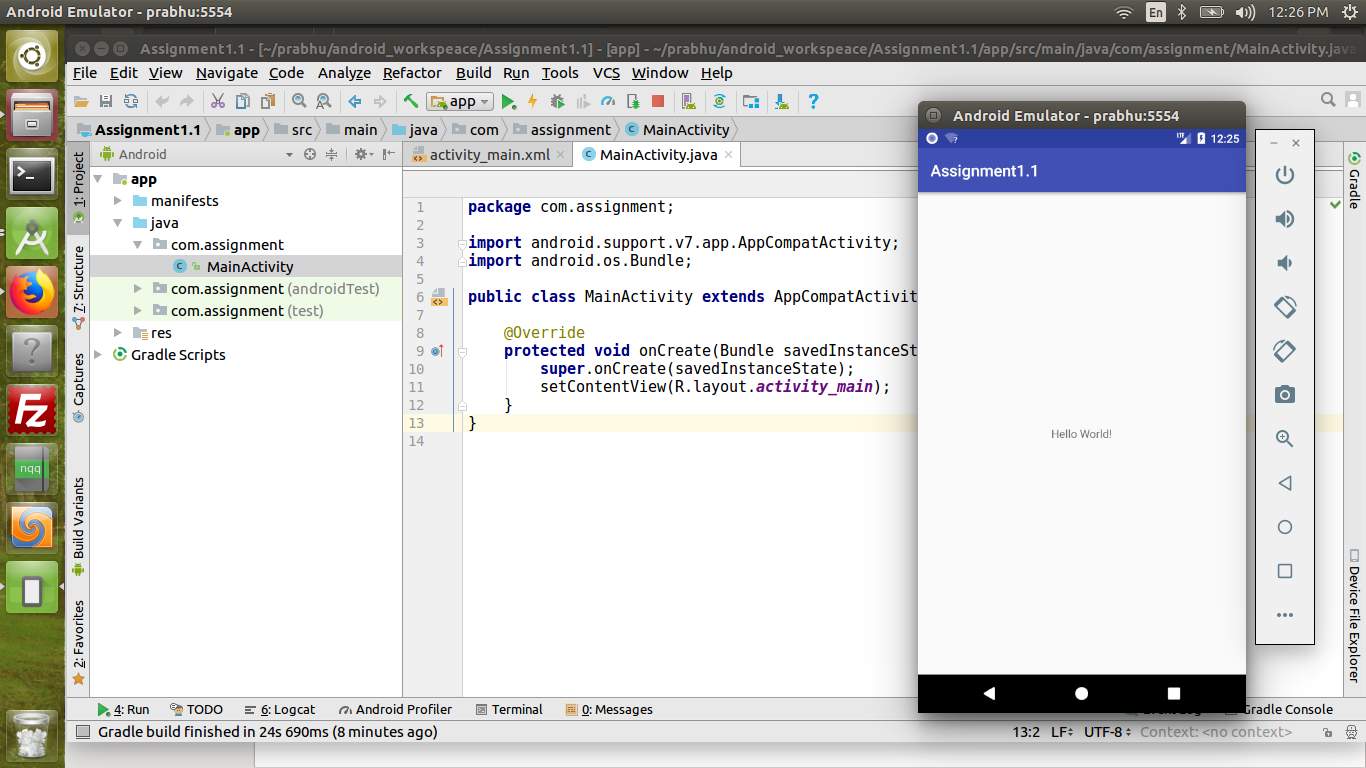 Android Emulator - prabhu:5554
En
12:26 PM
Assignment1.1 - [~/prabhu/android_workspeace/Assignment1.1] - [app] - ~/prabhu/android_workspeace/Assignment1.1/app/src/main/java/com/assignment/MainActivity.java
File Edit View Navigate Code Analyze Refactor Build Run Tools VCS Window Help
app
Assignment1.1 app src main java com assignment MainActivity
Android
activity_main.xml
MainActivity.java
1: Project
7: Structure
Captures
Build Variants
2: Favorites
app
manifests
java
com.assignment
MainActivity
com.assignment (androidTest)
com.assignment (test)
res
Gradle Scripts
1 package com.assignment;
2
3 import android.support.v7.app.AppCompatActivity;
4 import android.os.Bundle;
5
6 public class MainActivity extends AppCompatActivit
7
8 @Override
9 protected void onCreate(Bundle savedInstanceSt
10 super.onCreate(savedInstanceState);
11 setContentView(R.layout.activity_main);
12 }
13 }
14
Android Emulator - prabhu:5554
LTE 12:25
Assignment1.1
Hello World!
Gradle
Device File Explorer
Fz
nqq
4: Run TODO 6: Logcat Android Profiler Terminal 0: Messages Gradle Console
Gradle build finished in 24s 690ms (8 minutes ago)
13:2 LF UTF-8 Context: <no context>